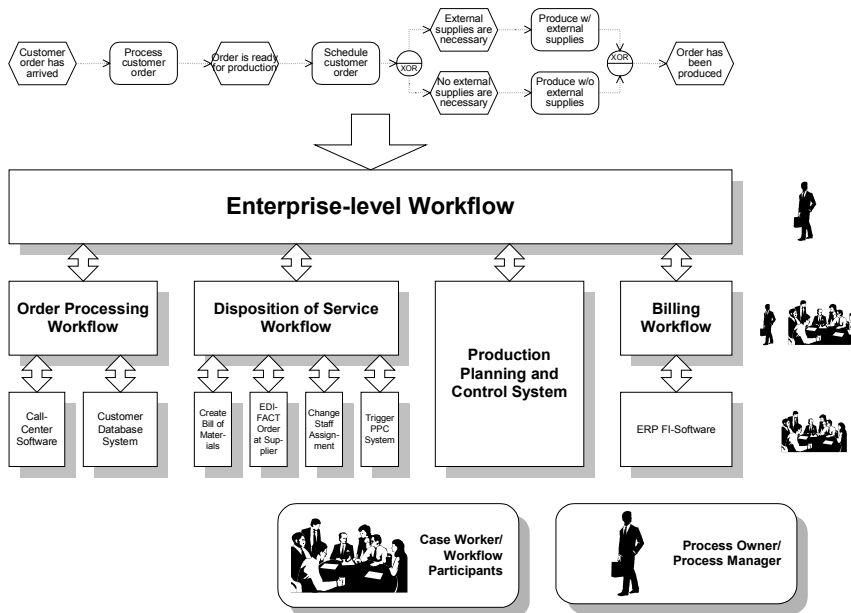 Customer
order has
arrived
Process
customer
order
Order is ready
for production
Schedule
customer
order
XOR
External
supplies are
necessary
Produce w/
external
supplies
No external
supplies are
necessary
Produce w/o
external
supplies
XOR
Order has
been
produced
Enterprise-level Workflow
Order Processing
Workflow
Disposition of Service
Workflow
Production
Planning and
Control System
Billing
Workflow
Call-
Center
Software
Customer
Database
System
Create
Bill of
Mater-
ials
EDI-
FACT
Order
at Sup-
plier
Change
Staff
Assign-
ment
Trigger
PPC
System
ERP FI-Software
Case Worker/
Workflow
Participants
Process Owner/
Process Manager